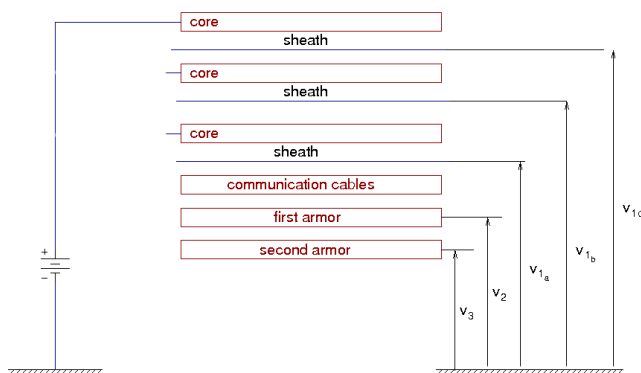 core
sheath
core
sheath
core
sheath
communication cables
first armor
second armor
+
−
v3
v2
v1a
v1b
v1c